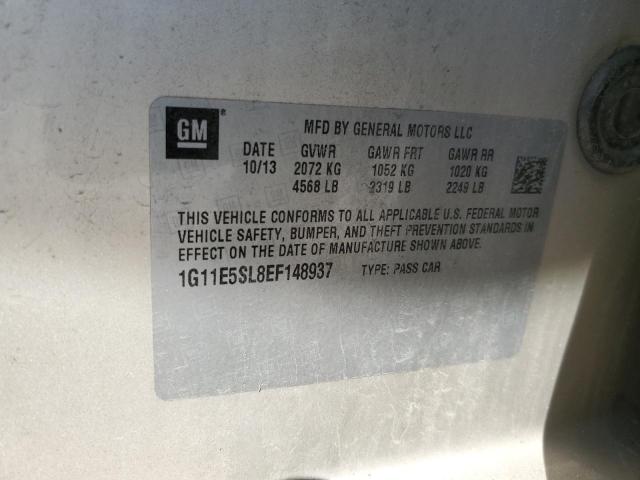 GM ®
MFD BY GENERAL MOTORS LLC
DATE GVWR GAWR FRT GAWR RR
10/13 2072 KG 1052 KG 1020 KG
4568 LB 2319 LB 2249 LB
THIS VEHICLE CONFORMS TO ALL APPLICABLE U.S. FEDERAL MOTOR
VEHICLE SAFETY, BUMPER, AND THEFT PREVENTION STANDARDS IN
EFFECT ON THE DATE OF MANUFACTURE SHOWN ABOVE.
1G11E5SL8EF148937 TYPE: PASS CAR